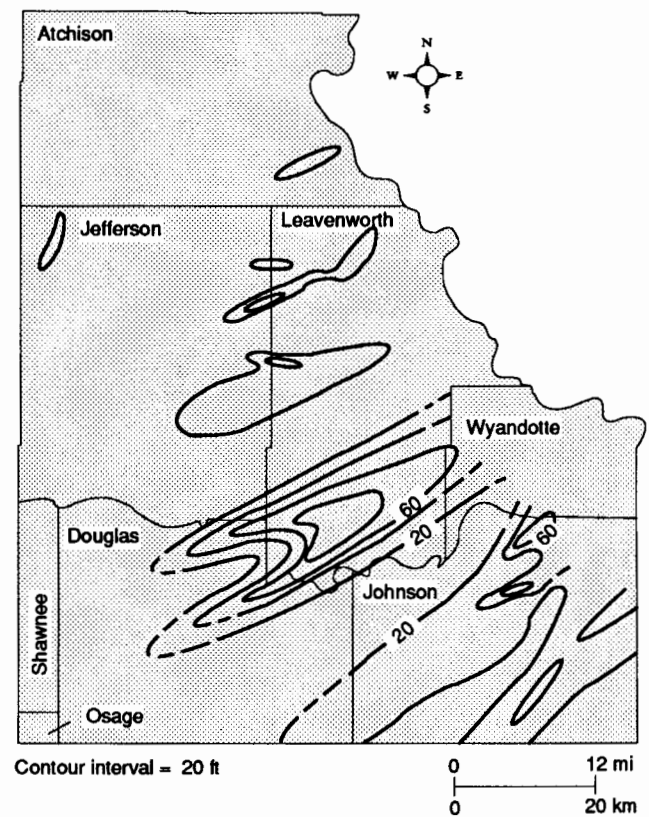 Atchison
N
W E
S
Jefferson
Leavenworth
Wyandotte
60
20
60
Douglas
Johnson
20
Shawnee
Osage
Contour interval = 20 ft
0 12 mi
0 20 km